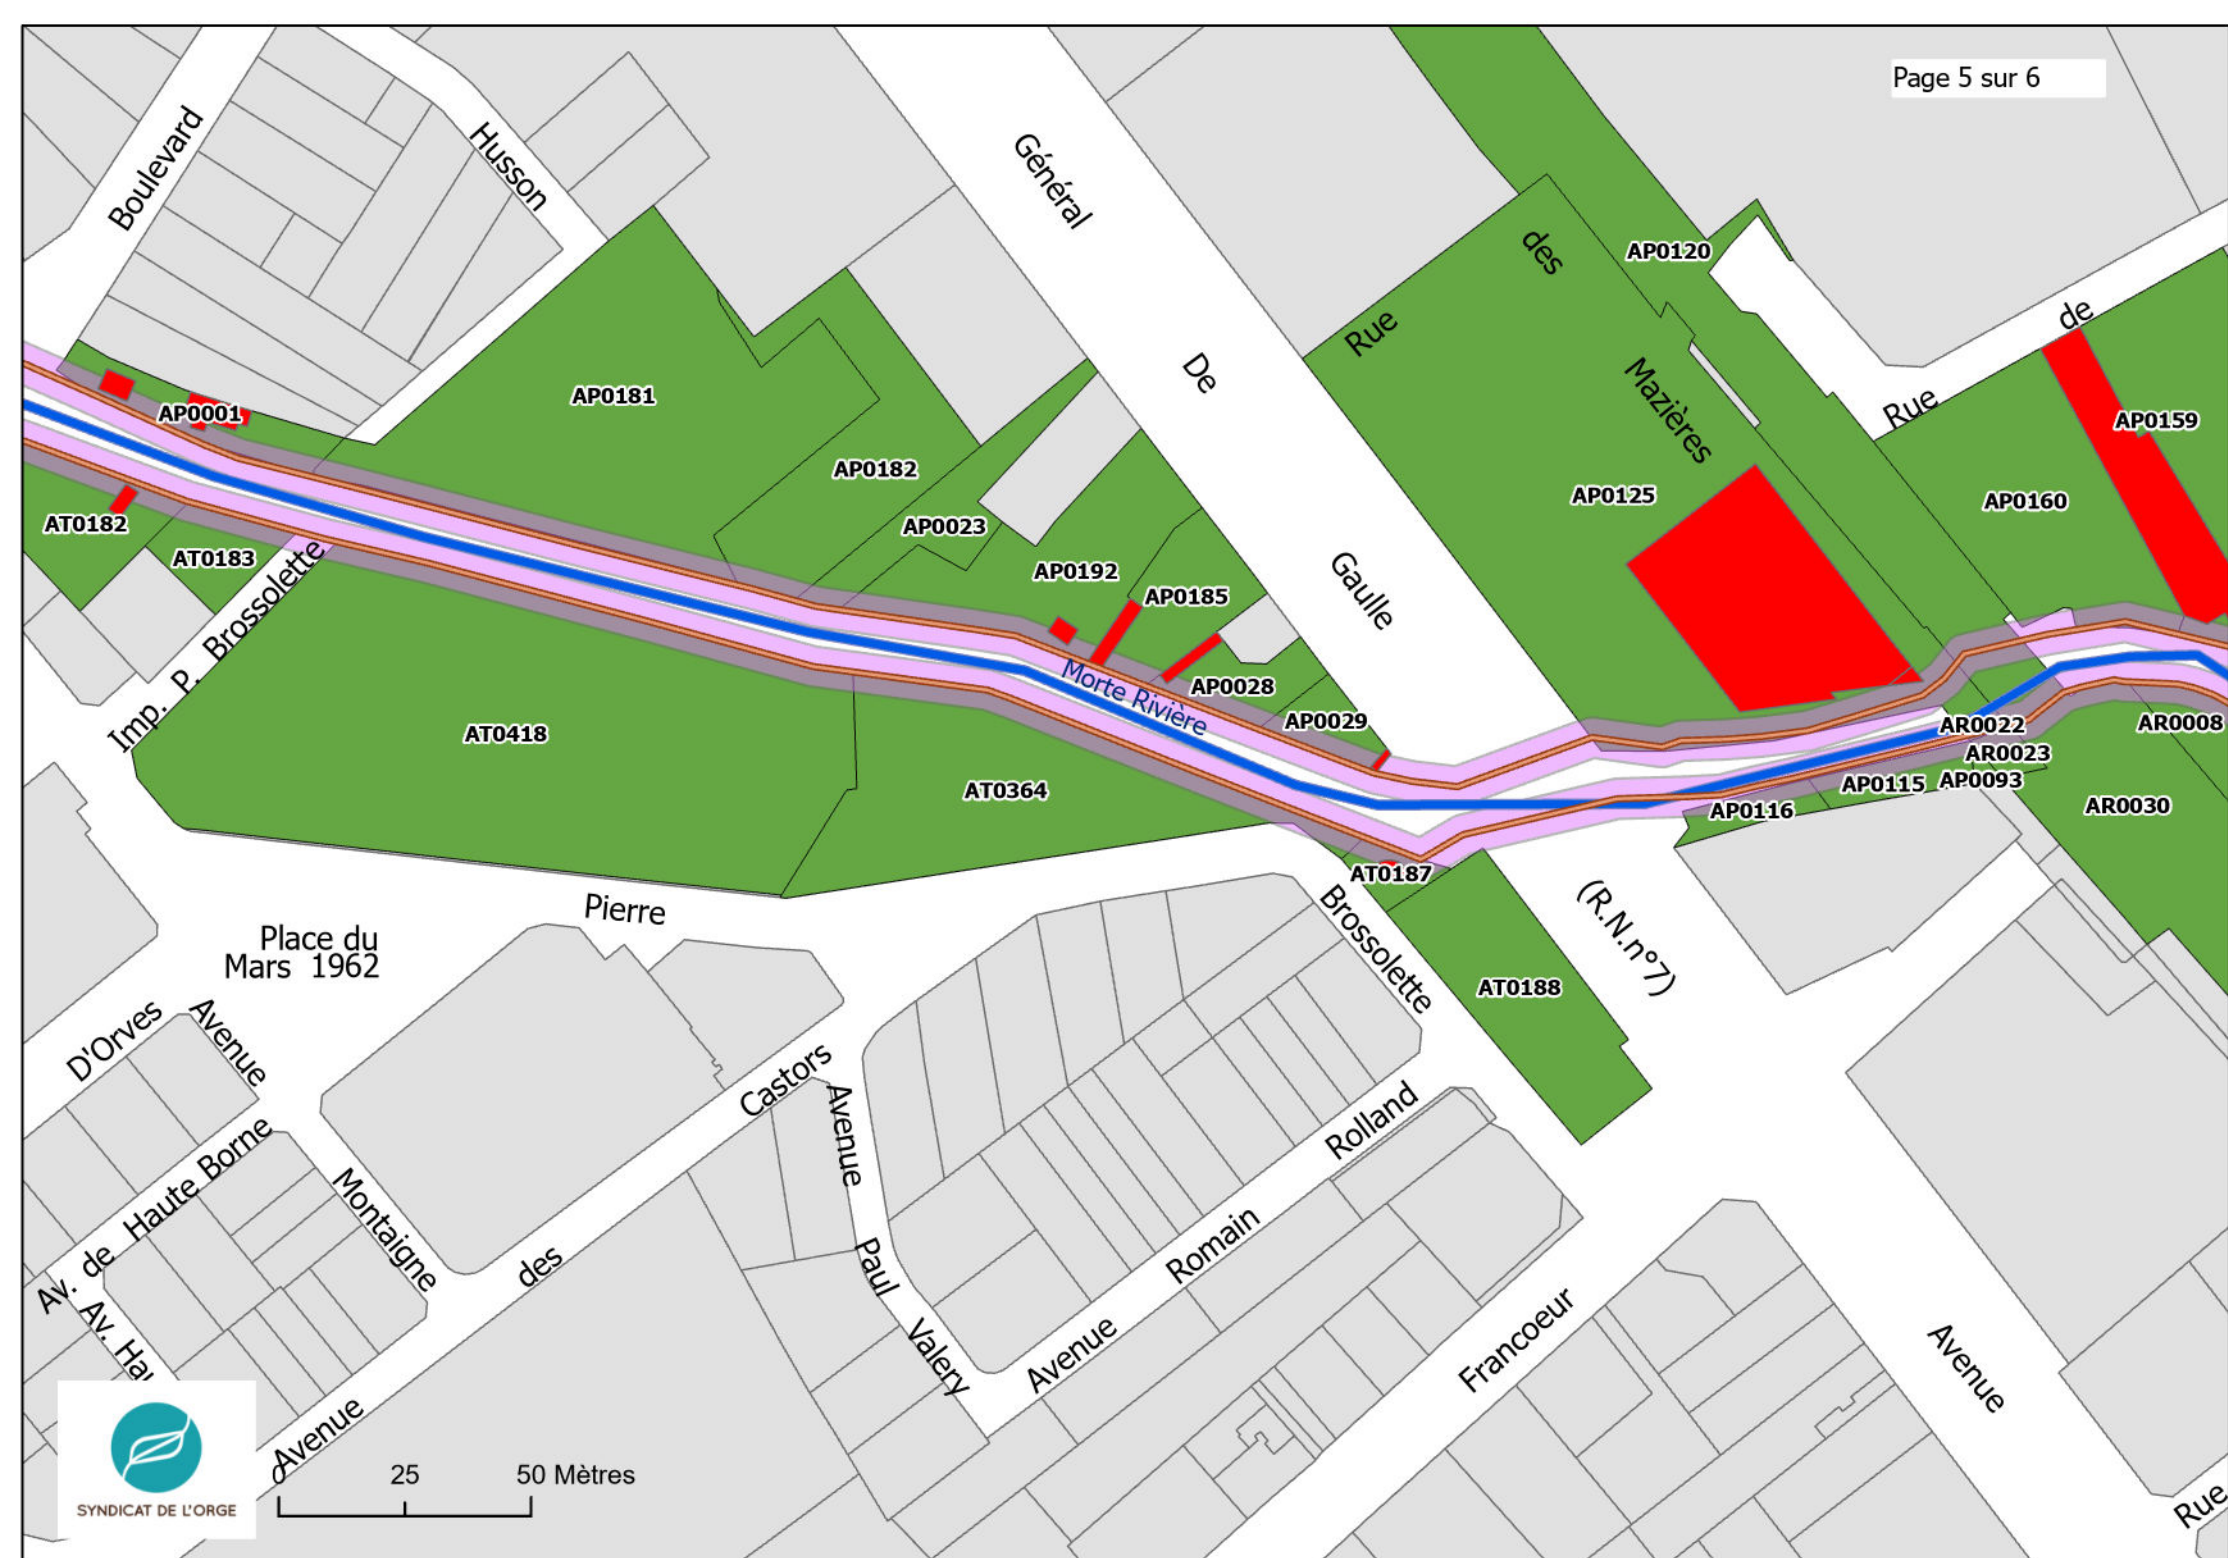 Page 5 sur 6
Boulevard
Husson
Général
De
Gaulle
(R.N.n°7)
Avenue
Rue
des
Mazières
Rue
de
AP0120
AP0159
AP0160
AP0125
AP0181
AP0182
AP0001
AP0023
AP0192
AP0185
AP0028
AP0029
AT0182
AT0183
Imp. P. Brossolette
Morte Rivière
AT0418
AT0364
AR0022
AR0008
AR0023
AP0093
AP0115
AP0116
AR0030
AT0187
AT0188
Pierre
Brossolette
Place du
Mars 1962
D'Orves
Avenue
Montaigne
Av. de Haute Borne
Av. Hau
Avenue des Castors
Avenue
Paul
Valery
Avenue Romain Rolland
Francoeur
Rue
0 25 50 Mètres
SYNDICAT DE L'ORGE